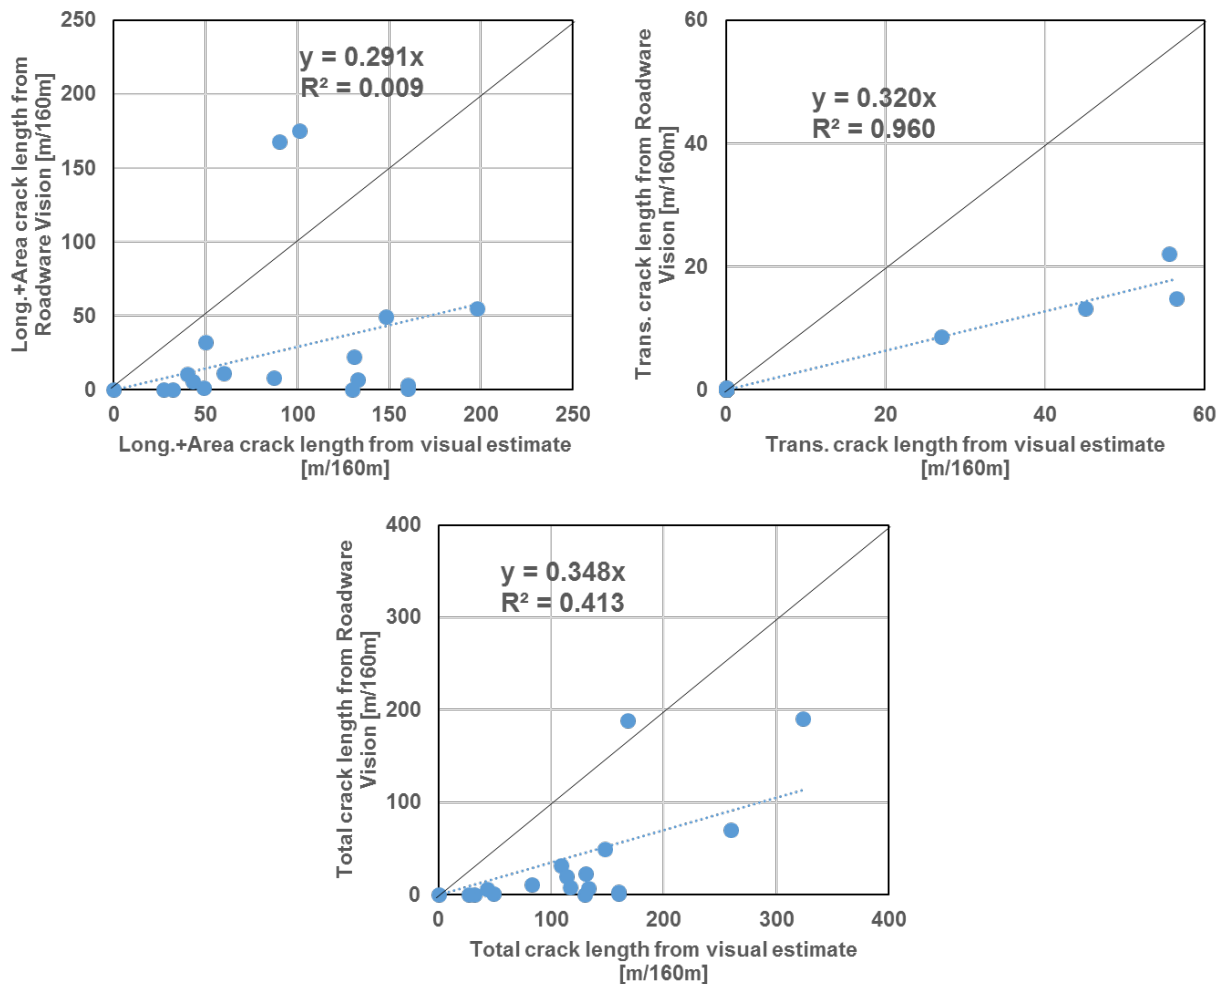 Long.+Area crack length from
Roadware Vision [m/160m]
250
200
150
100
50
0
y = 0.291x
R² = 0.009
0 50 100 150 200 250
Long.+Area crack length from visual estimate
[m/160m]
Trans. crack length from Roadware
Vision [m/160m]
60
40
20
0
y = 0.320x
R² = 0.960
0 20 40 60
Trans. crack length from visual estimate
[m/160m]
Total crack length from Roadware
Vision [m/160m]
400
300
200
100
0
y = 0.348x
R² = 0.413
0 100 200 300 400
Total crack length from visual estimate
[m/160m]